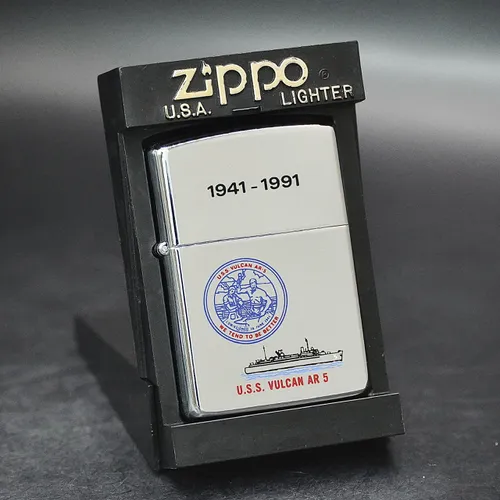 zippo
U.S.A. LIGHTER
1941 - 1991
U.S.S. VULCAN AR-5
WE TEND TO BE BETTER
U.S.S. VULCAN AR 5